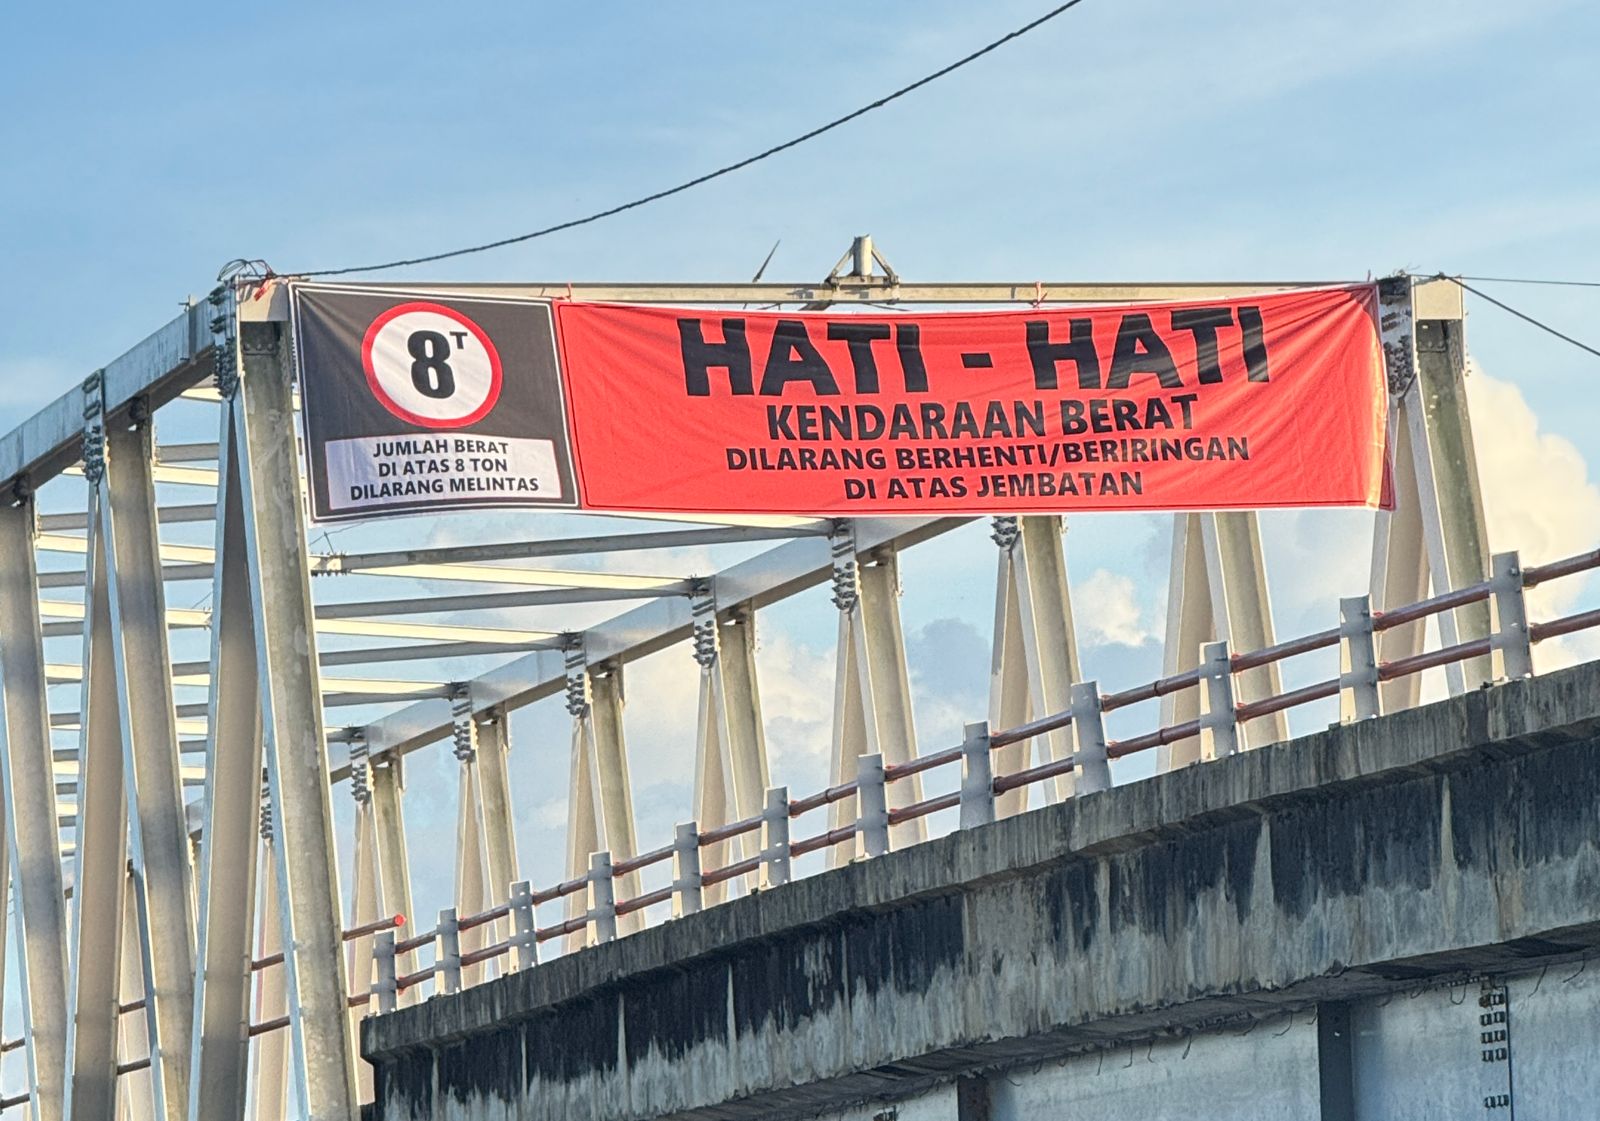 8T
JUMLAH BERAT
DI ATAS 8 TON
DILARANG MELINTAS
HATI - HATI
KENDARAAN BERAT
DILARANG BERHENTI/BERIRINGAN
DI ATAS JEMBATAN